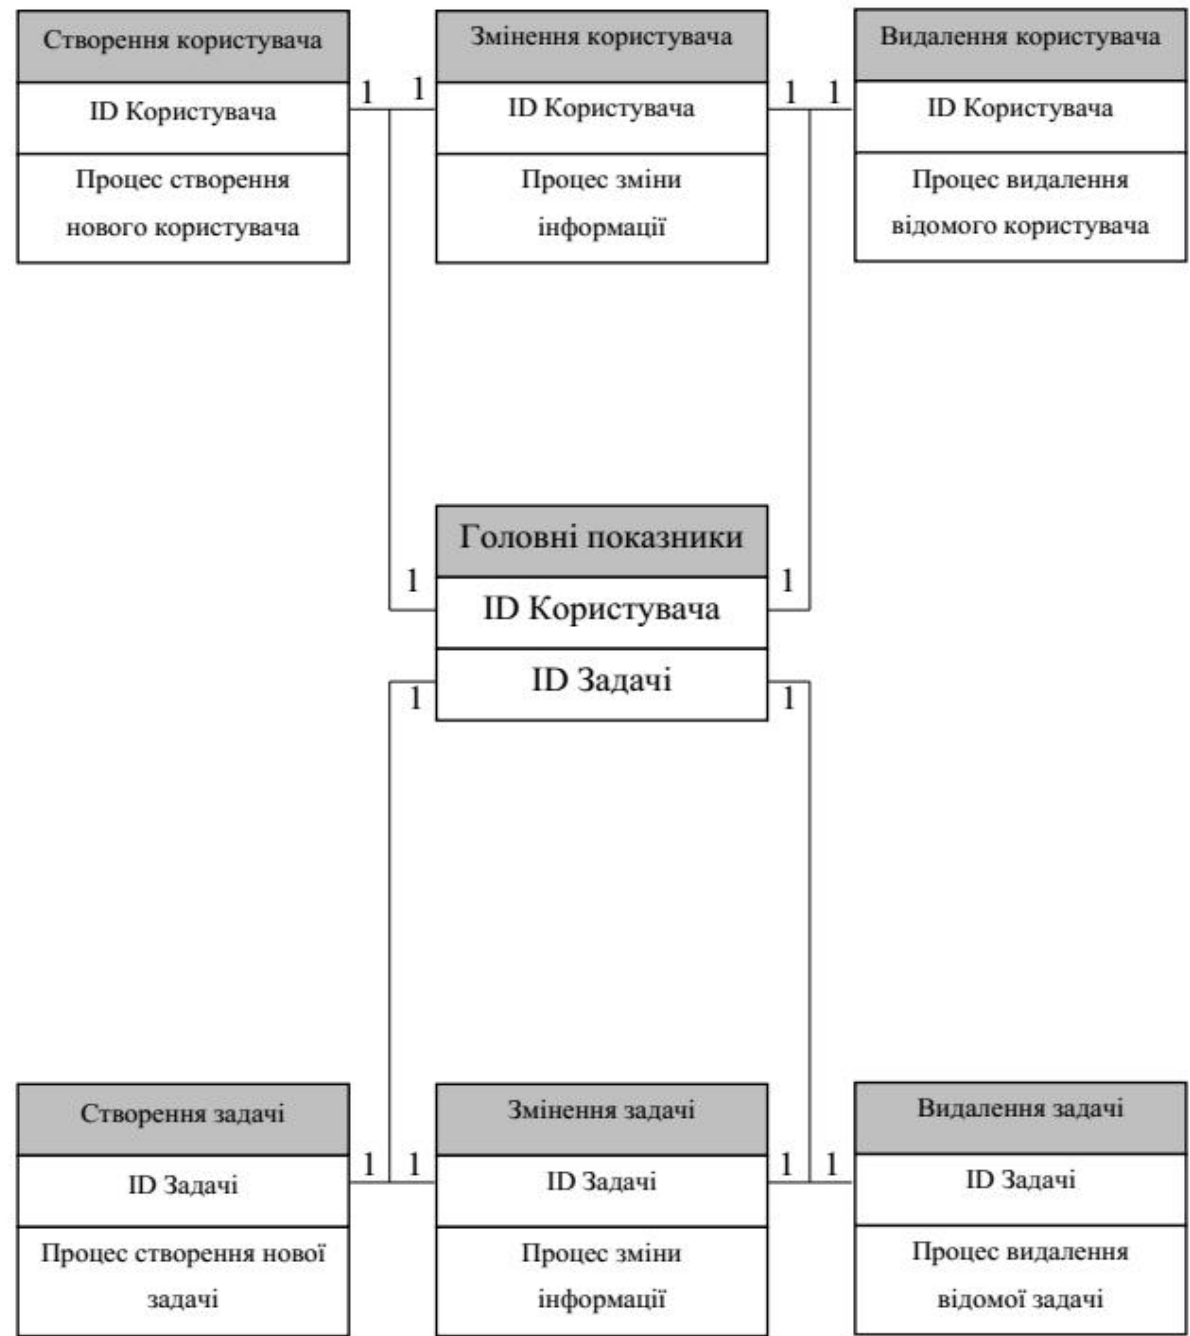 Створення користувача
Змінення користувача
Видалення користувача
ID Користувача
1 1
ID Користувача
1 1
ID Користувача
Процес створення
нового користувача
Процес зміни
інформації
Процес видалення
відомого користувача
Головні показники
1
ID Користувача
1
1
ID Задачі
1
Створення задачі
Змінення задачі
Видалення задачі
ID Задачі
1 1
ID Задачі
1 1
ID Задачі
Процес створення нової
задачі
Процес зміни
інформації
Процес видалення
відомої задачі